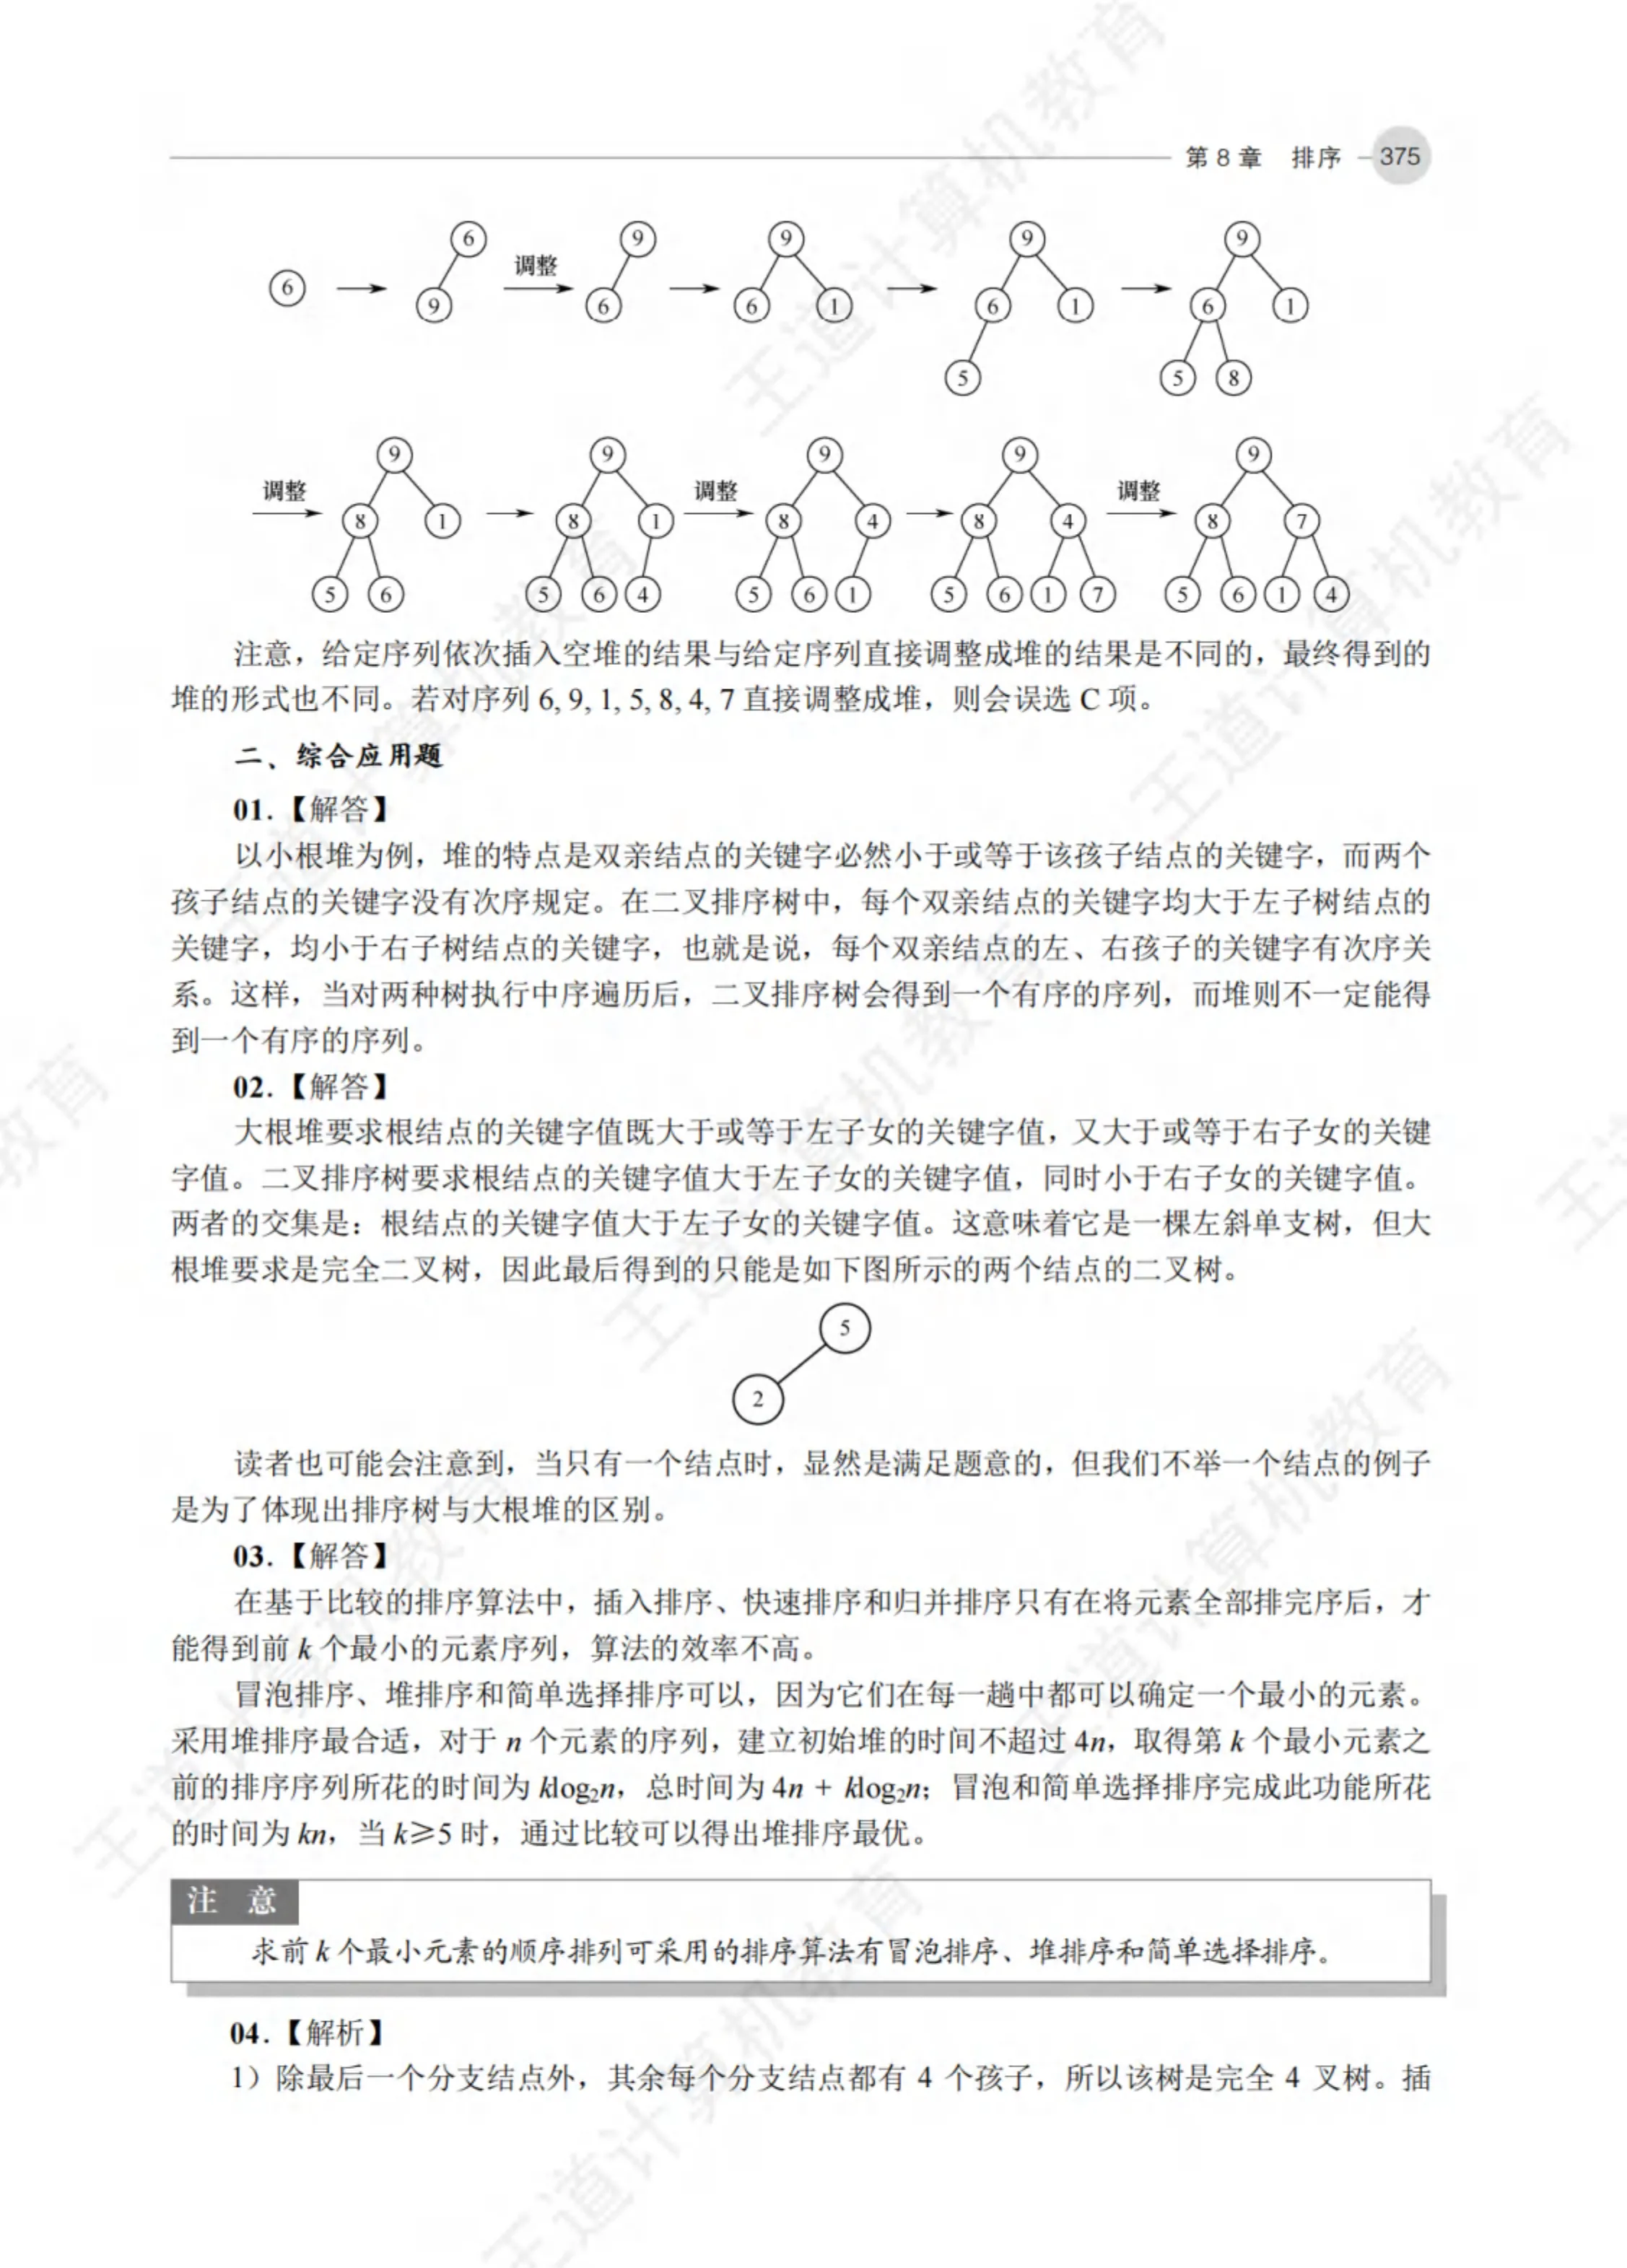 第 8 章 排序 375
6 6 9 9 9
9 调整 6 6 1 6 1 6 1
5 5 8
9 9 9 9 9
调整 8 1 8 1 调整 8 4 8 4 调整 8 7
5 6 5 6 4 5 6 1 5 6 1 7 5 6 1 4
注意，给定序列依次插入空堆的结果与给定序列直接调整成堆的结果是不同的，最终得到的
堆的形式也不同。若对序列 6, 9, 1, 5, 8, 4, 7 直接调整成堆，则会误选 C 项。
二、综合应用题
01.【解答】
以小根堆为例，堆的特点是双亲结点的关键字必然小于或等于该孩子结点的关键字，而两个
孩子结点的关键字没有次序规定。在二叉排序树中，每个双亲结点的关键字均大于左子树结点的
关键字，均小于右子树结点的关键字，也就是说，每个双亲结点的左、右孩子的关键字有次序关
系。这样，当对两种树执行中序遍历后，二叉排序树会得到一个有序的序列，而堆则不一定能得
到一个有序的序列。
02.【解答】
大根堆要求根结点的关键字值既大于或等于左子女的关键字值，又大于或等于右子女的关键
字值。二叉排序树要求根结点的关键字值大于左子女的关键字值，同时小于右子女的关键字值。
两者的交集是：根结点的关键字值大于左子女的关键字值。这意味着它是一棵左斜单支树，但大
根堆要求是完全二叉树，因此最后得到的只能是如下图所示的两个结点的二叉树。
5
2
读者也可能会注意到，当只有一个结点时，显然是满足题意的，但我们不举一个结点的例子
是为了体现出排序树与大根堆的区别。
03.【解答】
在基于比较的排序算法中，插入排序、快速排序和归并排序只有在将元素全部排完序后，才
能得到前 k 个最小的元素序列，算法的效率不高。
冒泡排序、堆排序和简单选择排序可以，因为它们在每一趟中都可以确定一个最小的元素。
采用堆排序最合适，对于 n 个元素的序列，建立初始堆的时间不超过 4n，取得第 k 个最小元素之
前的排序序列所花的时间为 klog₂n，总时间为 4n + klog₂n；冒泡和简单选择排序完成此功能所花
的时间为 kn，当 k≥5 时，通过比较可以得出堆排序最优。
注 意
求前 k 个最小元素的顺序排列可采用的排序算法有冒泡排序、堆排序和简单选择排序。
04.【解析】
1）除最后一个分支结点外，其余每个分支结点都有 4 个孩子，所以该树是完全 4 叉树。插
王道计算机教育